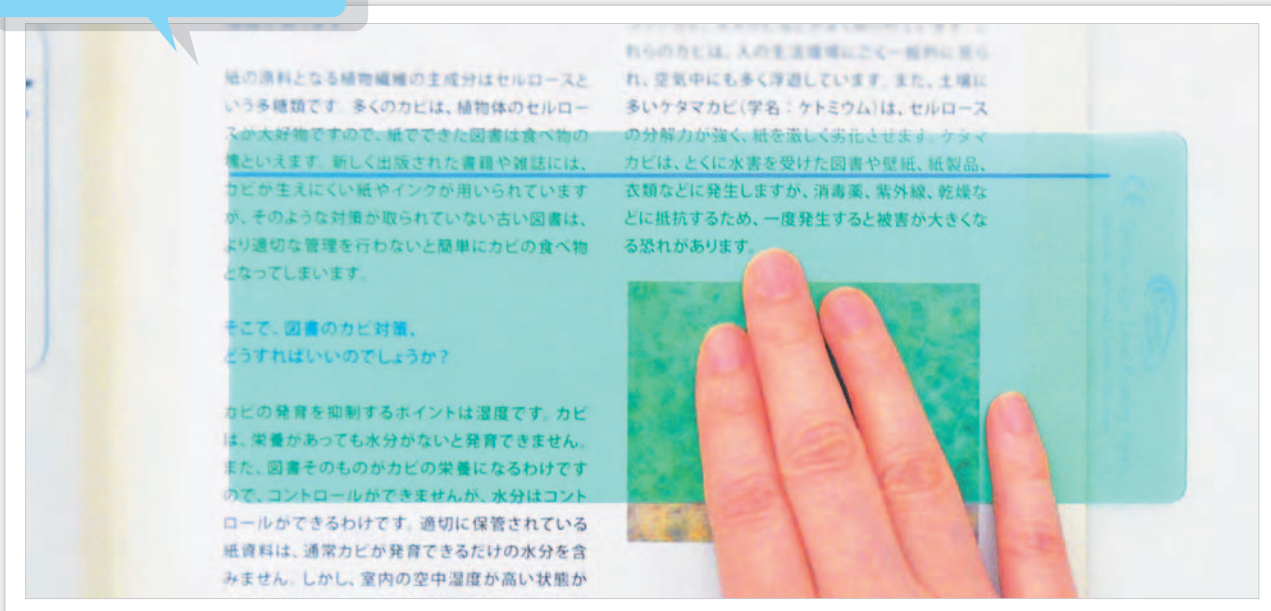 紙の原料となる植物繊維の主成分はセルロースと
いう多糖類です。多くのカビは、植物体のセルロー
スが大好物ですので、紙でできた図書は食べ物の
塊といえます。新しく出版された書籍や雑誌には、
カビが生えにくい紙やインクが用いられています
が、そのような対策が取られていない古い図書は、
より適切な管理を行わないと簡単にカビの食べ物
となってしまいます。
そこで、図書のカビ対策、
どうすればいいのでしょうか？
カビの発育を抑制するポイントは湿度です。カビ
は、栄養があっても水分がないと発育できません。
また、図書そのものがカビの栄養になるわけです
ので、コントロールができませんが、水分はコント
ロールができるわけです。適切に保管されている
紙資料は、通常カビが発育できるだけの水分を含
みません。しかし、室内の空中湿度が高い状態が
れらのカビは、人の生活環境にごく一般的に見ら
れ、空気中にも多く浮遊しています。また、土壌に
多いケタマカビ（学名：ケトミウム）は、セルロース
の分解力が強く、紙を激しく劣化させます。ケタマ
カビは、とくに水害を受けた図書や壁紙、紙製品、
衣類などに発生しますが、消毒薬、紫外線、乾燥な
どに抵抗するため、一度発生すると被害が大きくな
る恐れがあります。